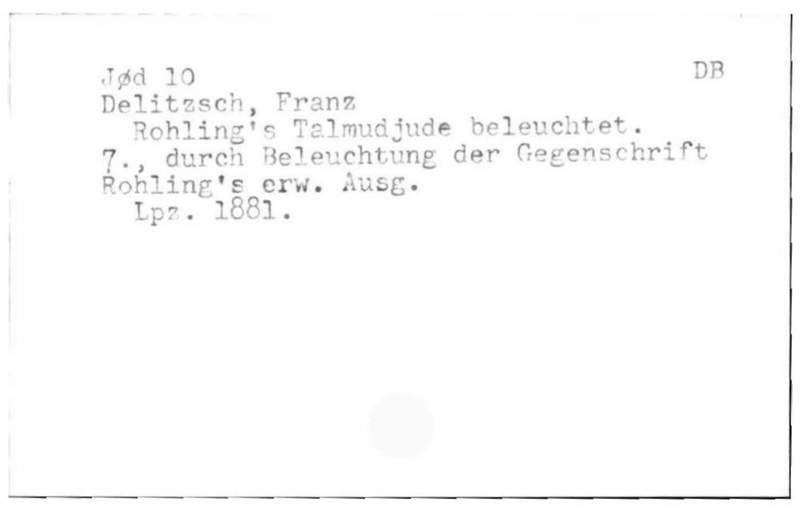 Jød 10 DB
Delitzsch, Franz
Rohling's Talmudjude beleuchtet.
7., durch Beleuchtung der Gegenschrift
Rohling's erw. Ausg.
Lpz. 1881.